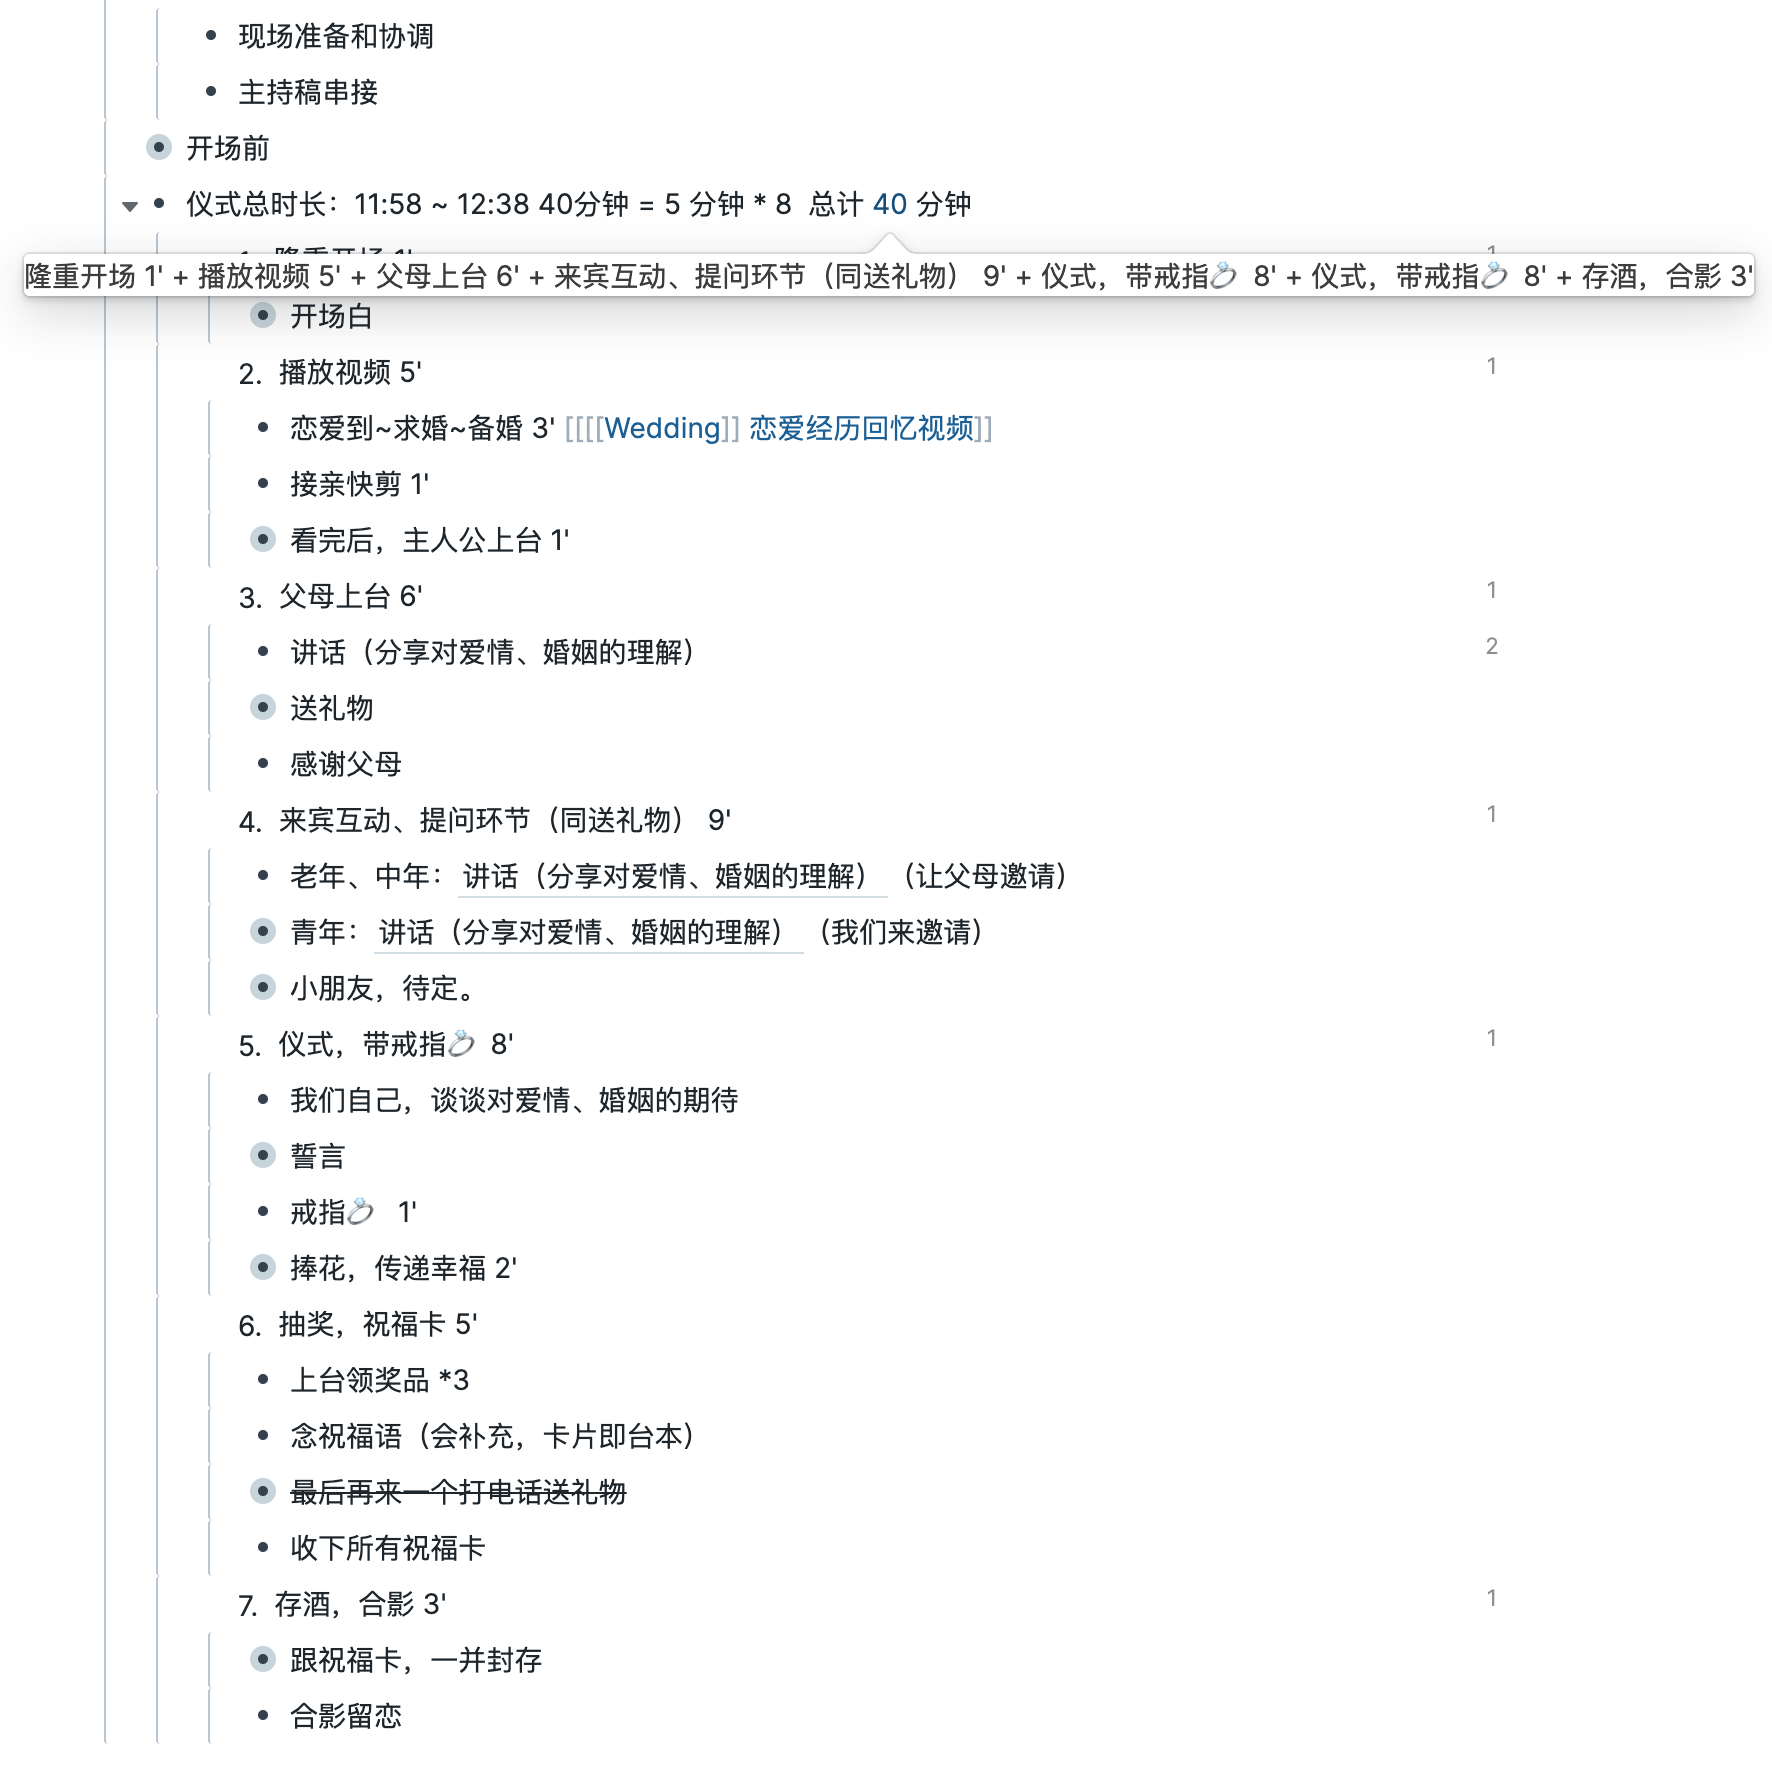 现场准备和协调
主持稿串接
开场前
仪式总时长：11:58 ~ 12:38 40分钟 = 5 分钟 * 8 总计 40 分钟
1. 隆重开场 1' 1
隆重开场 1' + 播放视频 5' + 父母上台 6' + 来宾互动、提问环节（同送礼物） 9' + 仪式，带戒指💍 8' + 仪式，带戒指💍 8' + 存酒，合影 3'
开场白
2. 播放视频 5' 1
恋爱到~求婚~备婚 3' [[[[Wedding]] 恋爱经历回忆视频]]
接亲快剪 1'
看完后，主人公上台 1'
3. 父母上台 6' 1
讲话（分享对爱情、婚姻的理解） 2
送礼物
感谢父母
4. 来宾互动、提问环节（同送礼物） 9' 1
老年、中年：讲话（分享对爱情、婚姻的理解）（让父母邀请）
青年：讲话（分享对爱情、婚姻的理解）（我们来邀请）
小朋友，待定。
5. 仪式，带戒指💍 8' 1
我们自己，谈谈对爱情、婚姻的期待
誓言
戒指💍 1'
捧花，传递幸福 2'
6. 抽奖，祝福卡 5'
上台领奖品 *3
念祝福语（会补充，卡片即台本）
最后再来一个打电话送礼物
收下所有祝福卡
7. 存酒，合影 3' 1
跟祝福卡，一并封存
合影留恋